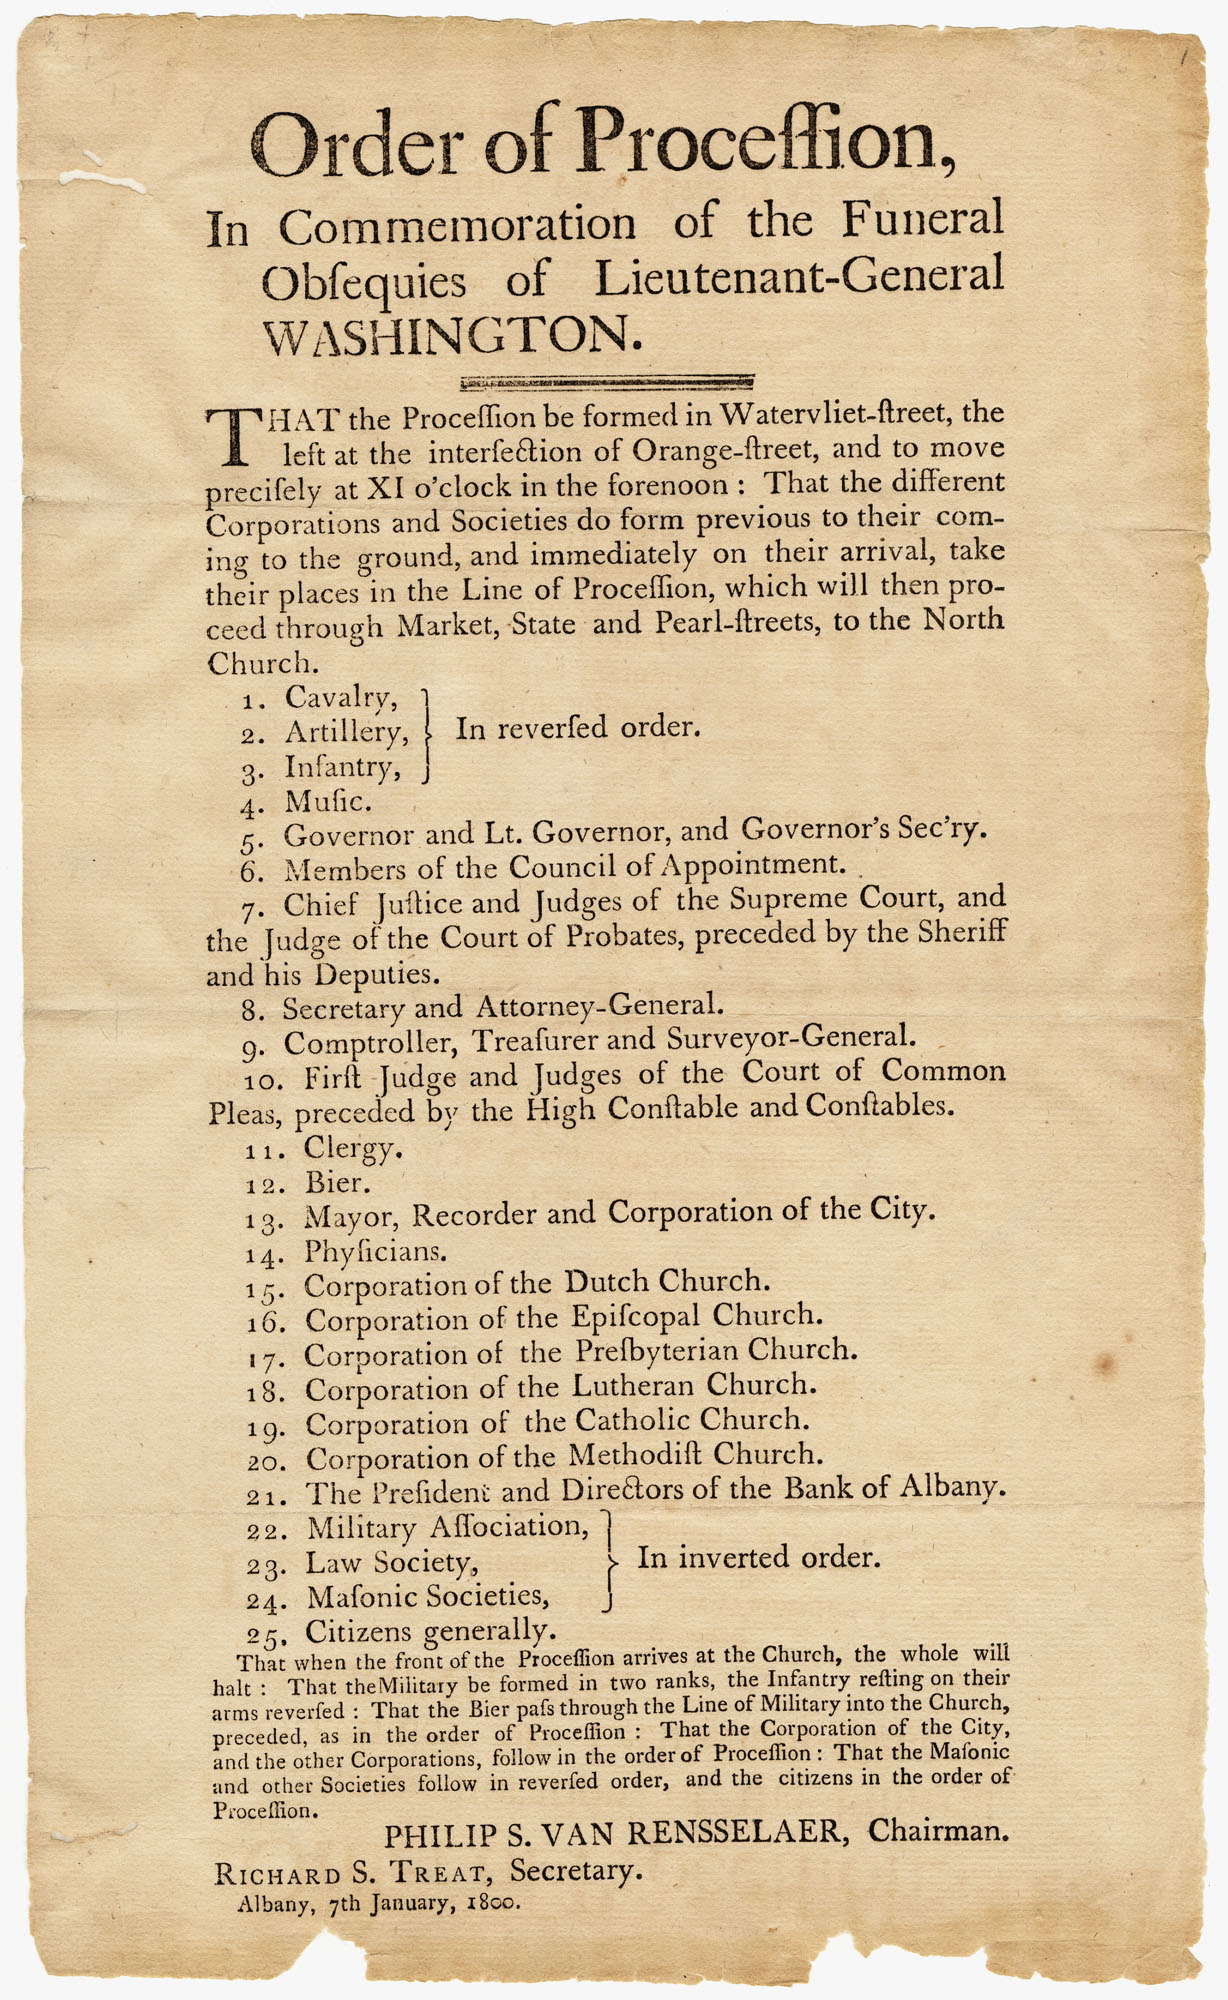 Order of Proceſſion,
In Commemoration of the Funeral
Obſequies of Lieutenant-General
WASHINGTON.
THAT the Proceſſion be formed in Watervliet-ſtreet, the
left at the interſection of Orange-ſtreet, and to move
preciſely at XI o'clock in the forenoon : That the different
Corporations and Societies do form previous to their com-
ing to the ground, and immediately on their arrival, take
their places in the Line of Proceſſion, which will then pro-
ceed through Market, State and Pearl-ſtreets, to the North
Church.
1. Cavalry,
2. Artillery, } In reverſed order.
3. Infantry,
4. Muſic.
5. Governor and Lt. Governor, and Governor's Sec'ry.
6. Members of the Council of Appointment.
7. Chief Juſtice and Judges of the Supreme Court, and
the Judge of the Court of Probates, preceded by the Sheriff
and his Deputies.
8. Secretary and Attorney-General.
9. Comptroller, Treaſurer and Surveyor-General.
10. Firſt Judge and Judges of the Court of Common
Pleas, preceded by the High Conſtable and Conſtables.
11. Clergy.
12. Bier.
13. Mayor, Recorder and Corporation of the City.
14. Phyſicians.
15. Corporation of the Dutch Church.
16. Corporation of the Epiſcopal Church.
17. Corporation of the Preſbyterian Church.
18. Corporation of the Lutheran Church.
19. Corporation of the Catholic Church.
20. Corporation of the Methodiſt Church.
21. The Preſident and Directors of the Bank of Albany.
22. Military Aſſociation,
23. Law Society, } In inverted order.
24. Maſonic Societies,
25. Citizens generally.
That when the front of the Proceſſion arrives at the Church, the whole will
halt : That the Military be formed in two ranks, the Infantry reſting on their
arms reverſed : That the Bier paſs through the Line of Military into the Church,
preceded, as in the order of Proceſſion : That the Corporation of the City,
and the other Corporations, follow in the order of Proceſſion : That the Maſonic
and other Societies follow in reverſed order, and the citizens in the order of
Proceſſion.
PHILIP S. VAN RENSSELAER, Chairman.
RICHARD S. TREAT, Secretary.
Albany, 7th January, 1800.